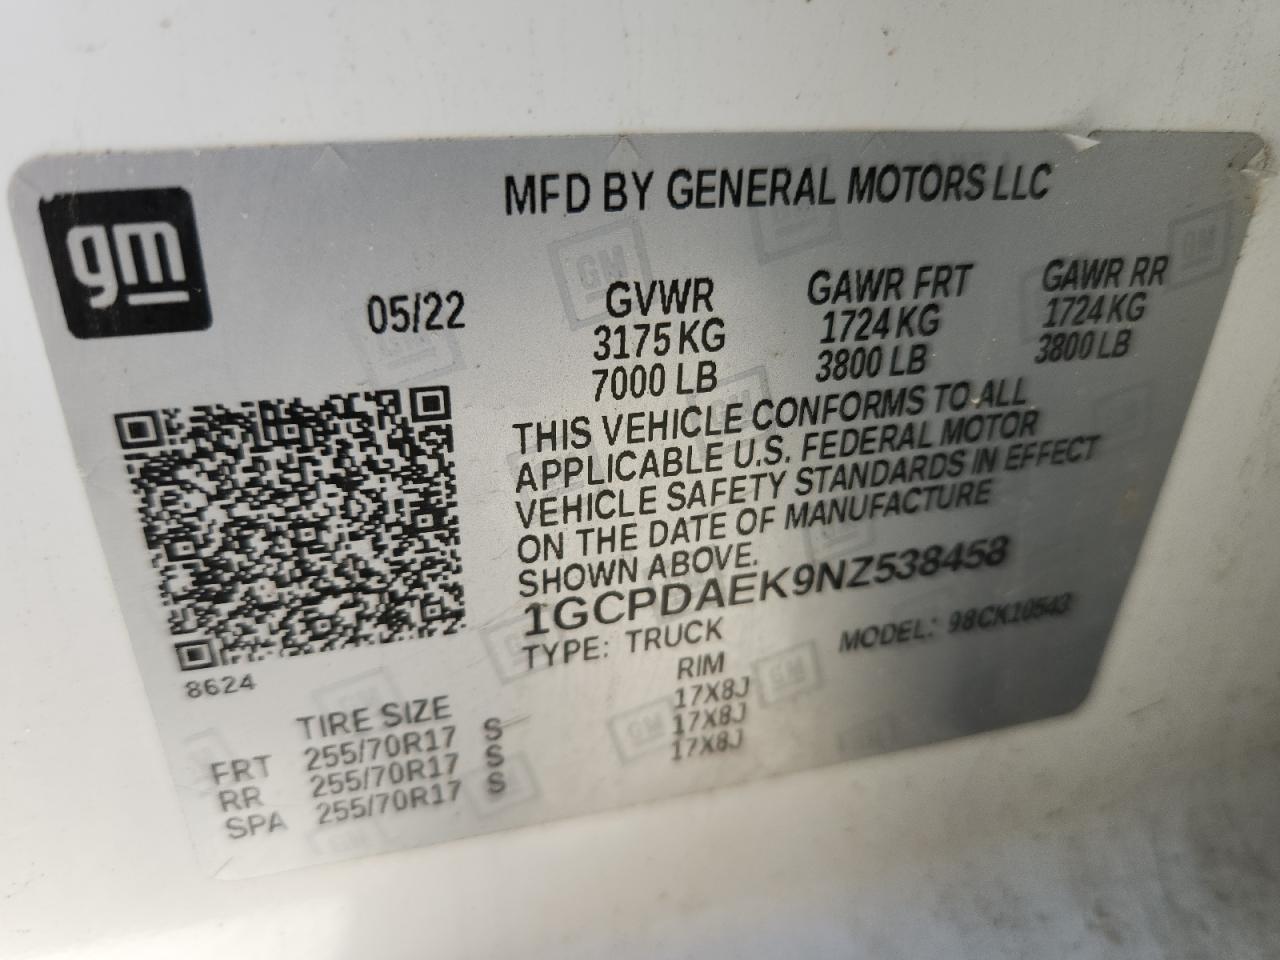 gm
MFD BY GENERAL MOTORS LLC
05/22
GVWR
3175 KG
7000 LB
GAWR FRT
1724 KG
3800 LB
GAWR RR
1724 KG
3800 LB
THIS VEHICLE CONFORMS TO ALL
APPLICABLE U.S. FEDERAL MOTOR
VEHICLE SAFETY STANDARDS IN EFFECT
ON THE DATE OF MANUFACTURE
SHOWN ABOVE.
1GCPDAEK9NZ538458
TYPE: TRUCK
MODEL: 98CK10543
8624
TIRE SIZE RIM
FRT 255/70R17 S 17X8J
RR 255/70R17 S 17X8J
SPA 255/70R17 S 17X8J